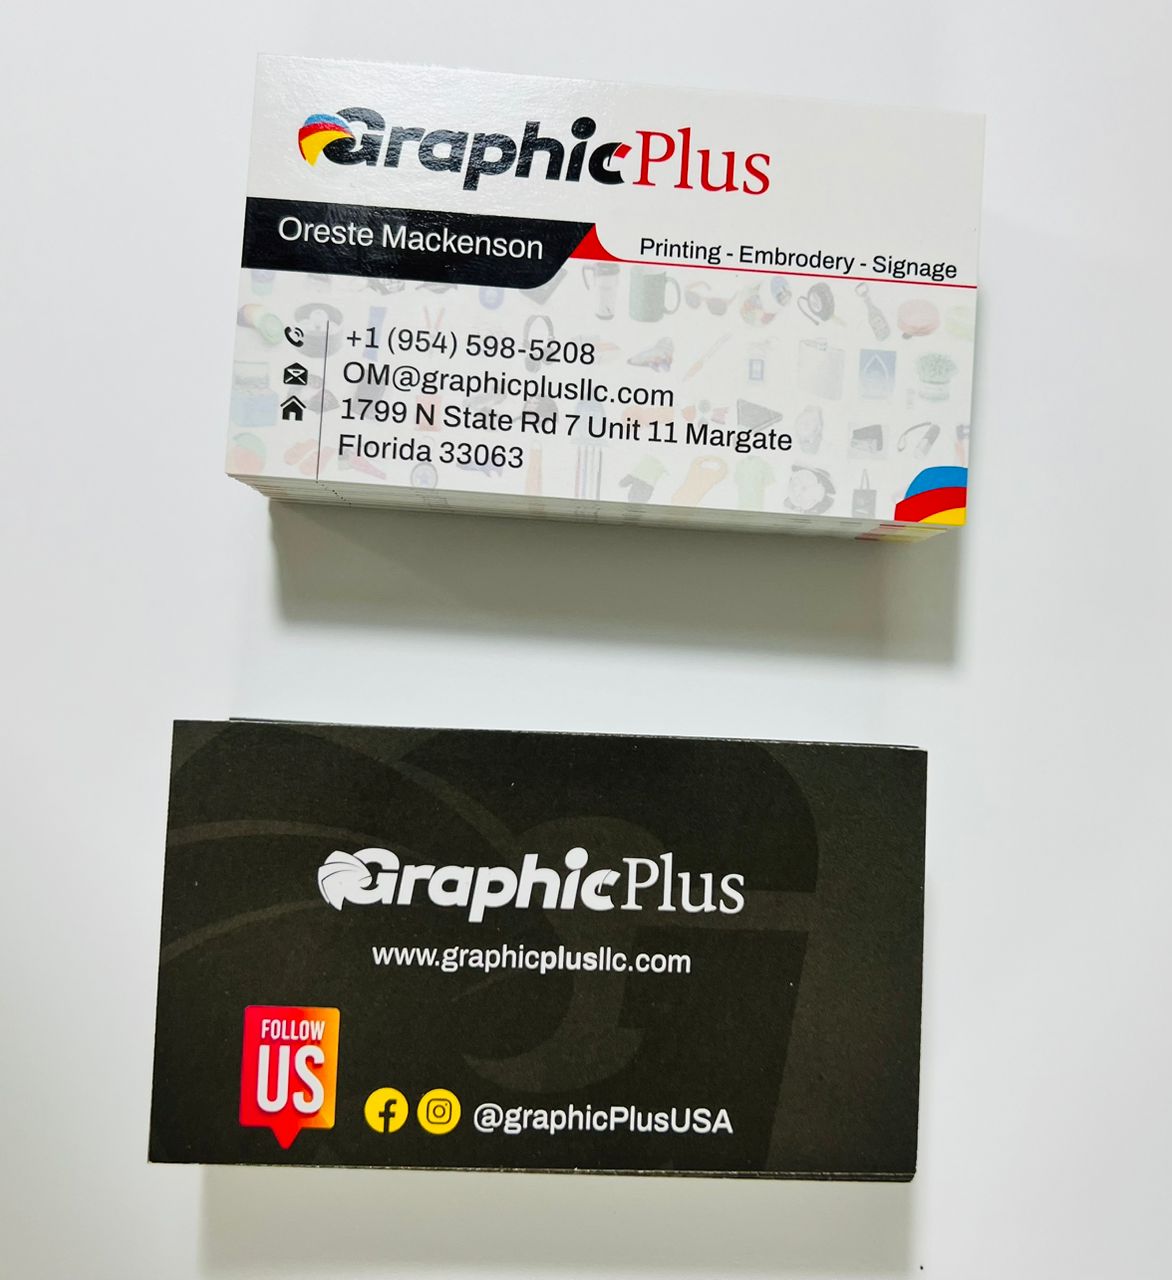 GraphicPlus
Oreste Mackenson
Printing - Embrodery - Signage
+1 (954) 598-5208
OM@graphicplusllc.com
1799 N State Rd 7 Unit 11 Margate
Florida 33063
GraphicPlus
www.graphicplusllc.com
FOLLOW
US
@graphicPlusUSA